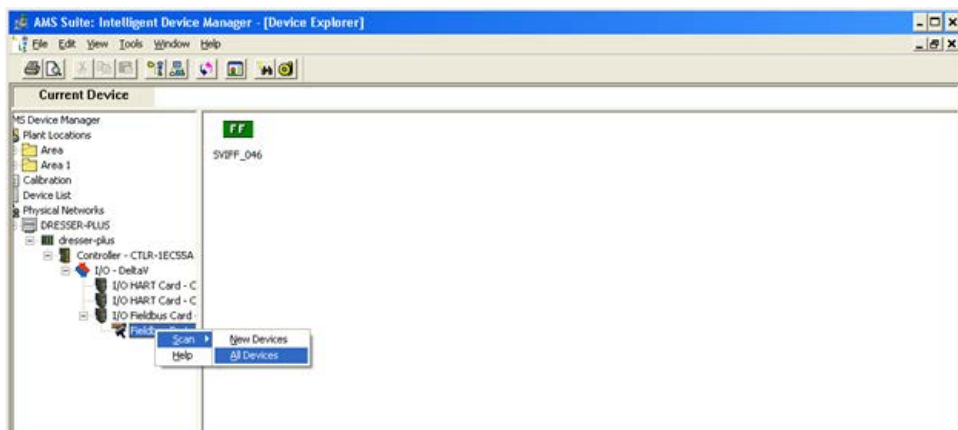 AMS Suite: Intelligent Device Manager - [Device Explorer]
File Edit View Tools Window Help
Current Device
MS Device Manager
Plant Locations
Area
Area 1
Calibration
Device List
Physical Networks
DRESSER-PLUS
dresser-plus
Controller - CTLR-1EC55A
I/O - DeltaV
I/O HART Card - C
I/O HART Card - C
I/O Fieldbus Card -
Scan
Help
New Devices
All Devices
FF
SVIFF_046